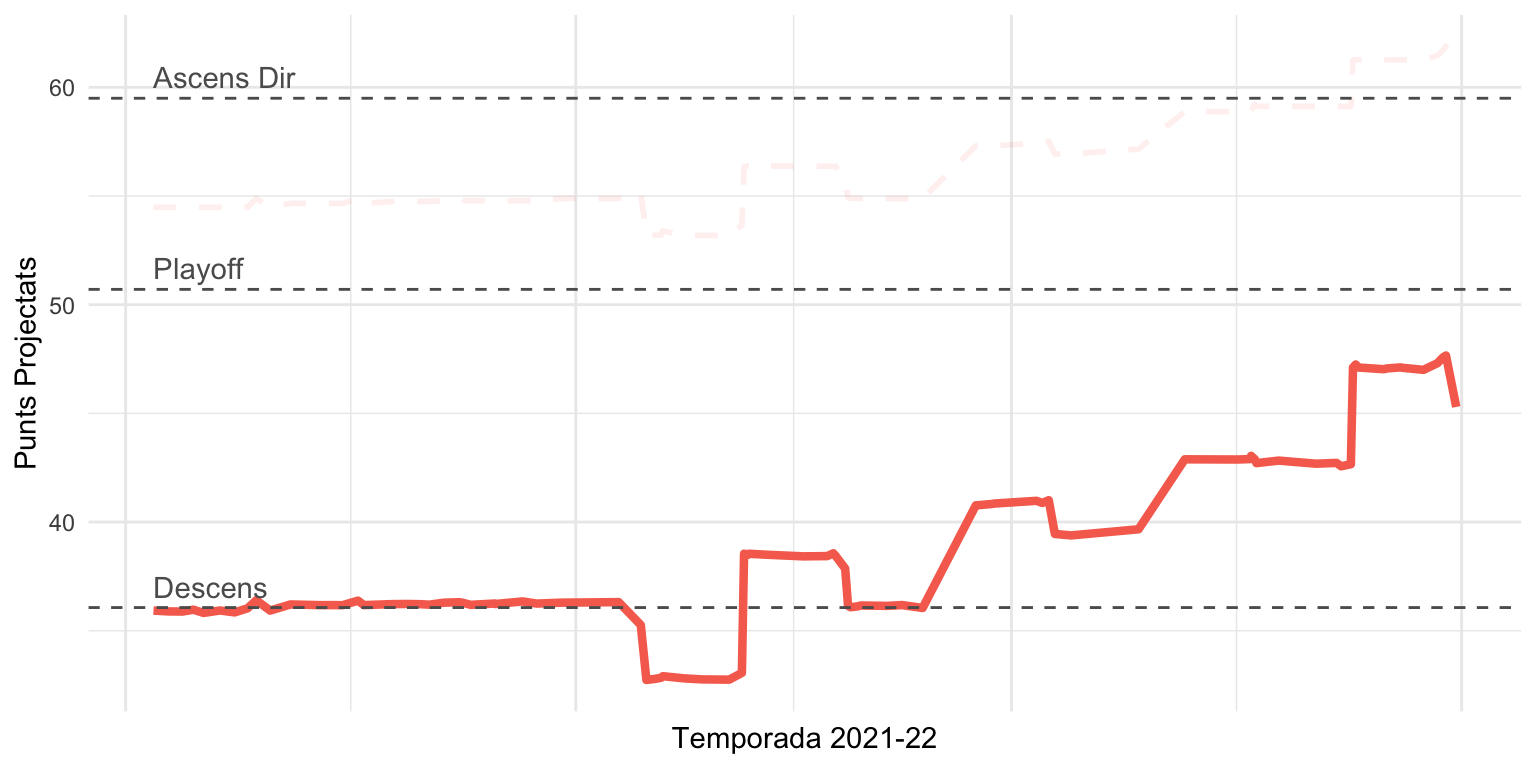 60
50
40
Punts Projectats
Ascens Dir
Playoff
Descens
Temporada 2021-22